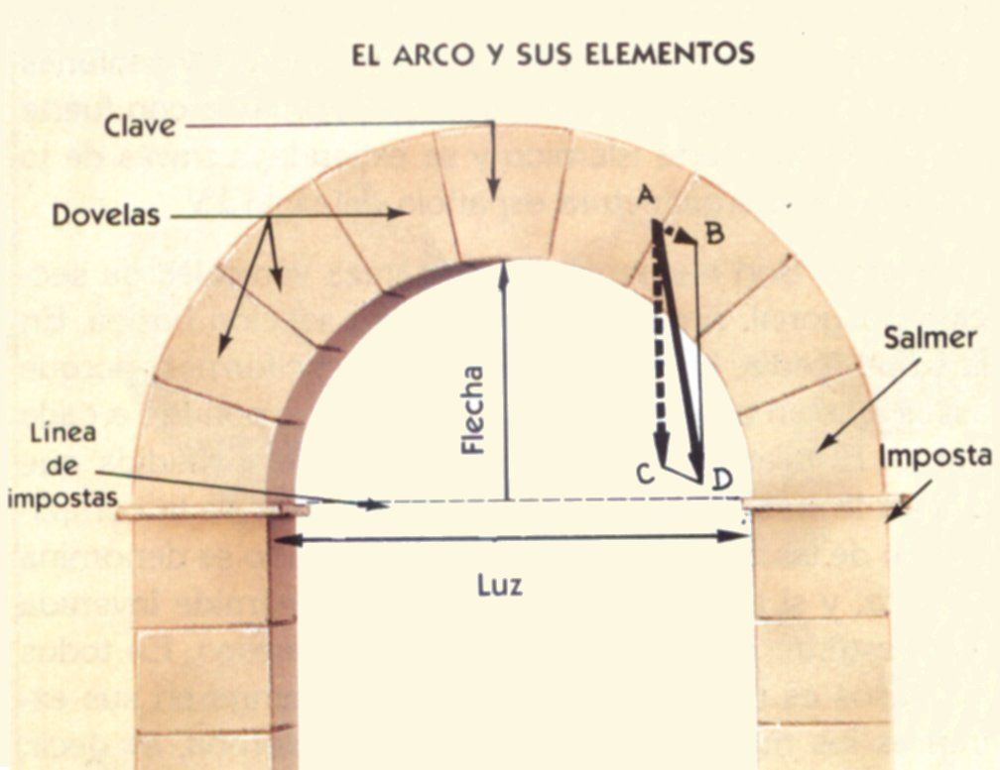 EL ARCO Y SUS ELEMENTOS
Clave
Dovelas
A
B
Salmer
Flecha
Línea
de
impostas
Imposta
C
D
Luz